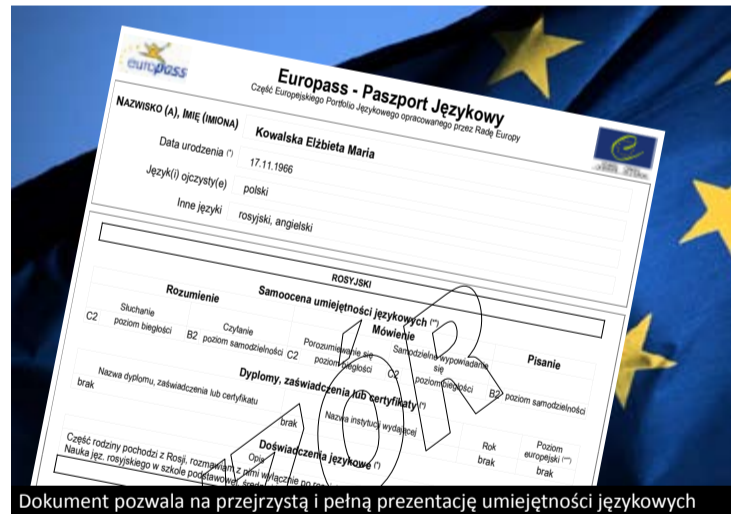 europass
Europass - Paszport Językowy
Część Europejskiego Portfolio Językowego opracowanego przez Radę Europy
NAZWISKO (A), IMIĘ (IMIONA) Kowalska Elżbieta Maria
Data urodzenia (*) 17.11.1966
Język(i) ojczysty(e) polski
Inne języki rosyjski, angielski
ROSYJSKI
Samoocena umiejętności językowych (**)
Rozumienie Mówienie Pisanie
Słuchanie Czytanie Porozumiewanie się Samodzielne wypowiadanie się
C2 poziom biegłości B2 poziom samodzielności C2 poziom biegłości C2 poziom biegłości B2 poziom samodzielności
Dyplomy, zaświadczenia lub certyfikaty (*)
Nazwa dyplomu, zaświadczenia lub certyfikatu Nazwa instytucji wydającej Rok Poziom europejski (***)
brak brak brak brak
Doświadczenia językowe (*)
Opis
Część rodziny pochodzi z Rosji, rozmawiam z nimi wyłącznie po
Nauka jęz. rosyjskiego w szkole podstawowej,
Dokument pozwala na przejrzystą i pełną prezentację umiejętności językowych